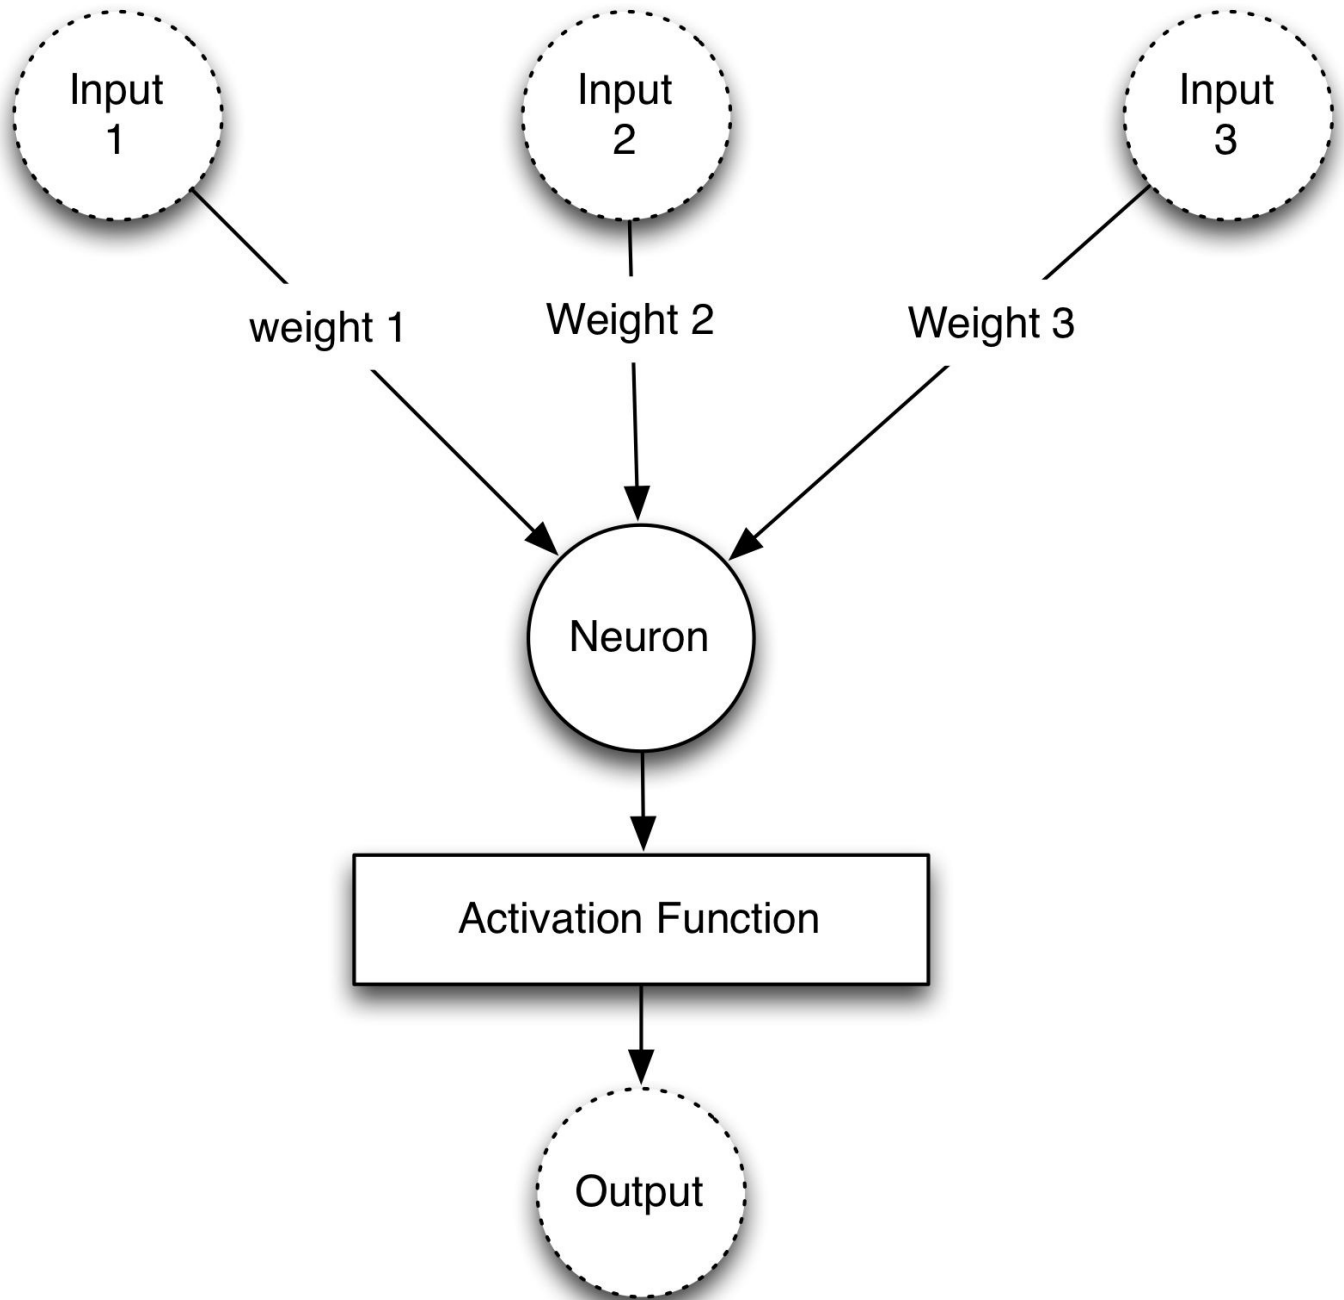 Input
1
Input
2
Input
3
weight 1
Weight 2
Weight 3
Neuron
Activation Function
Output